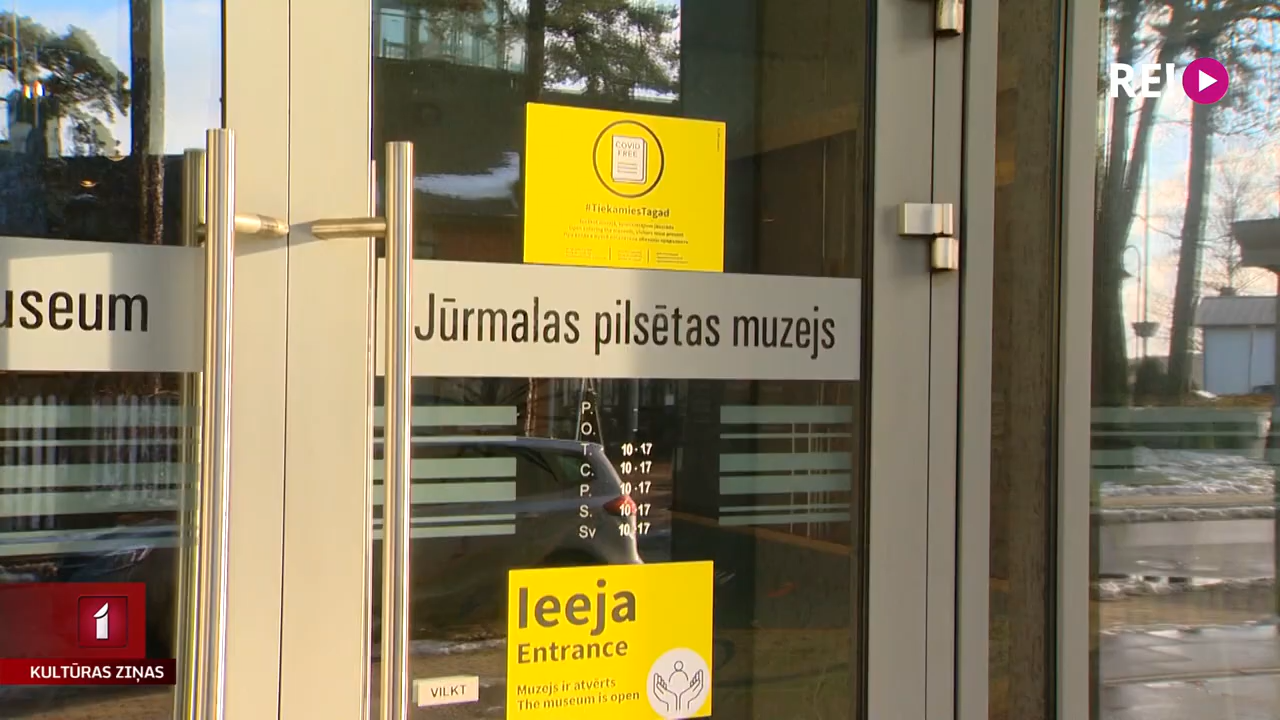 RE
COVID
FREE
#TiekamiesTagad
useum
Jūrmalas pilsētas muzejs
P.
O.
T. 10-17
C. 10-17
P. 10-17
S. 10-17
Sv 10-17
Ieeja
Entrance
Muzejs ir atvērts
The museum is open
VILKT
1
KULTŪRAS ZIŅAS